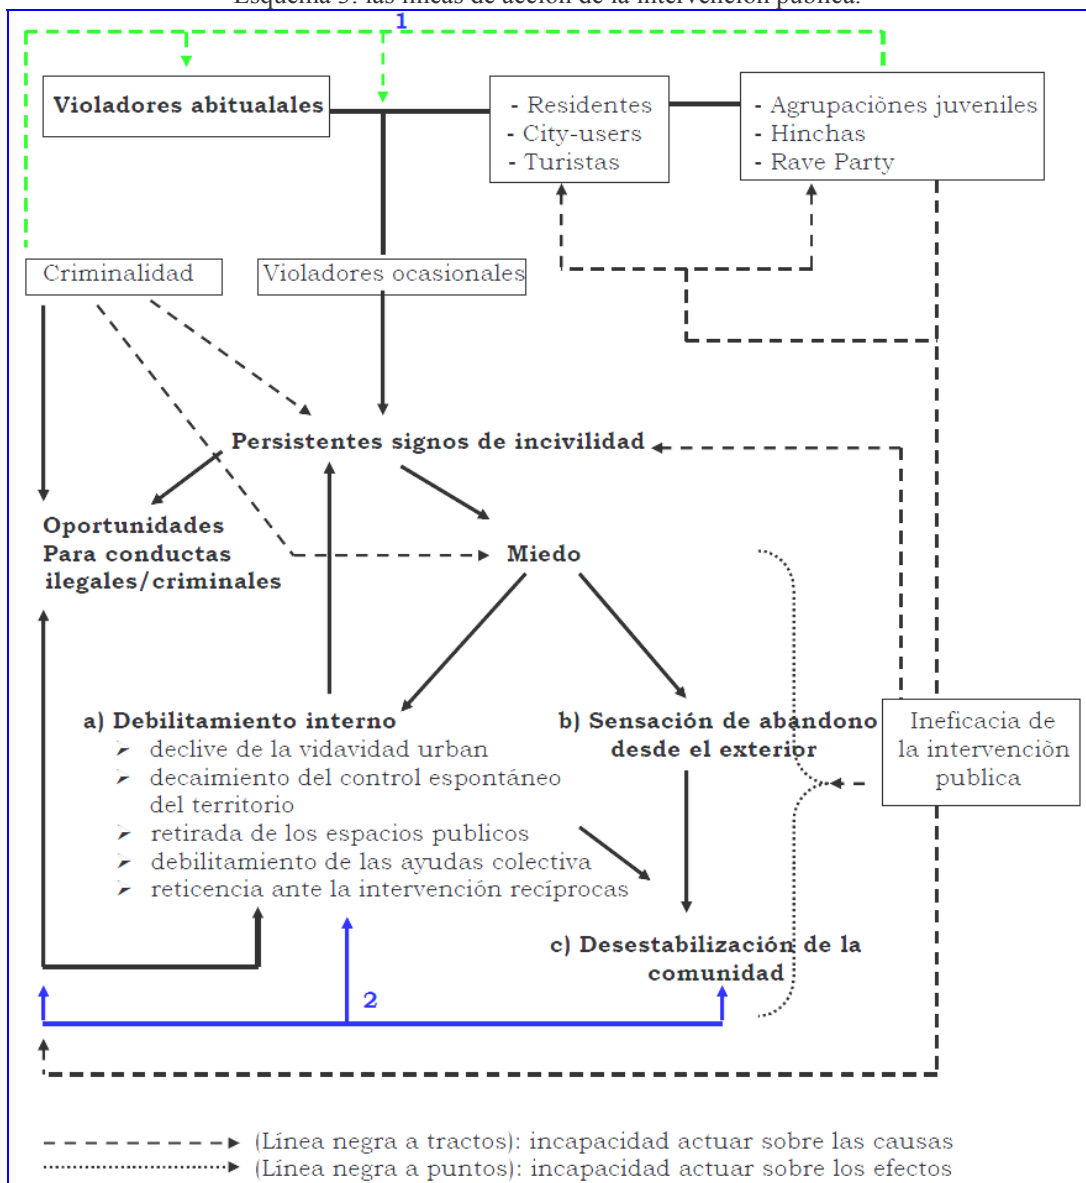 Esquema 3: las líneas de acción de la intervención pública.
1
Violadores abitualales
- Residentes
- City-users
- Turistas
- Agrupaciònes juveniles
- Hinchas
- Rave Party
Criminalidad
Violadores ocasionales
Persistentes signos de incivilidad
Oportunidades
Para conductas
ilegales/criminales
Miedo
a) Debilitamiento interno
➢ declive de la vidavidad urban
➢ decaimiento del control espontáneo
del territorio
➢ retirada de los espacios publicos
➢ debilitamiento de las ayudas colectiva
➢ reticencia ante la intervención recíprocas
b) Sensación de abandono
desde el exterior
Ineficacia de
la intervenciòn
publica
c) Desestabilización de la
comunidad
2
(Línea negra a tractos): incapacidad actuar sobre las causas
(Línea negra a puntos): incapacidad actuar sobre los efectos